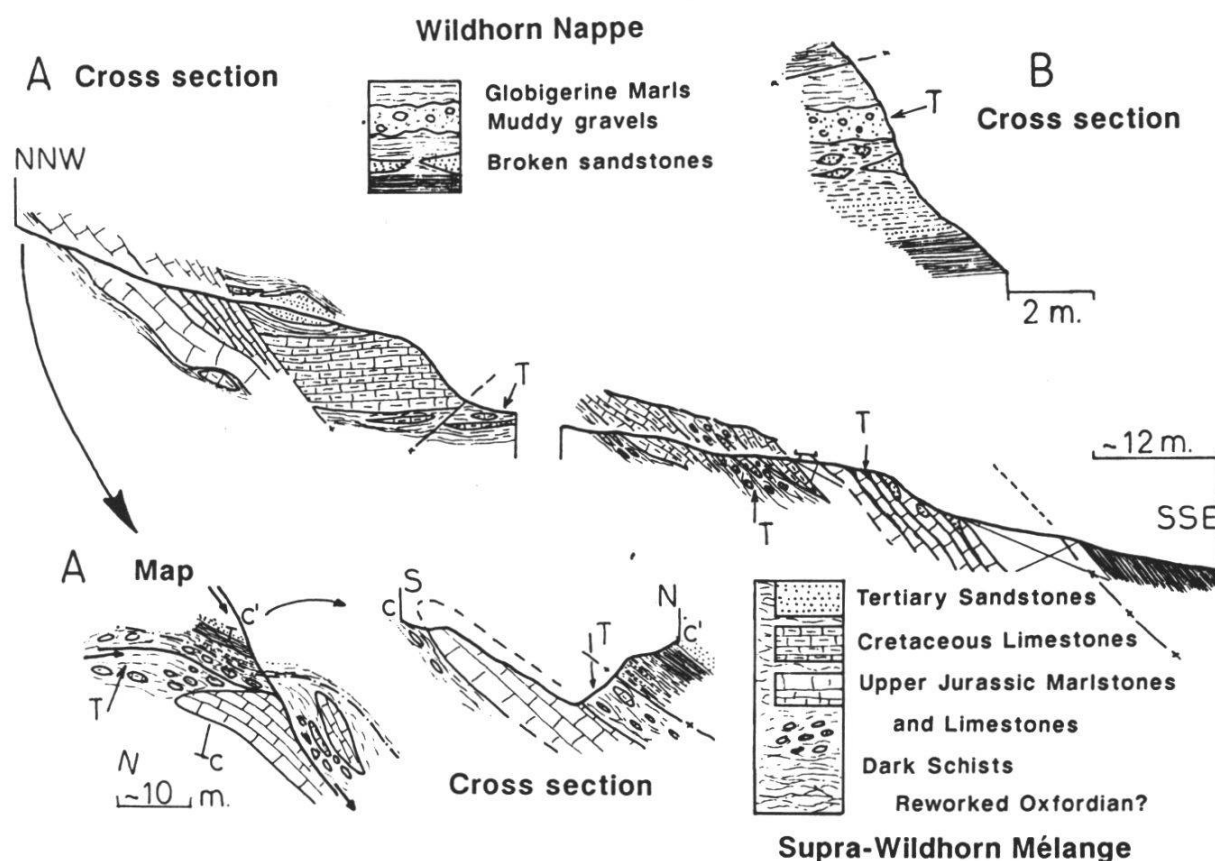 Wildhorn Nappe
A Cross section
Globigerine Marls
Muddy gravels
Broken sandstones
B
Cross section
T
2 m.
NNW
T
T
~12 m.
SSE
T
A Map
C'
T
N
~10 m.
C
S
C
N
C'
T
Cross section
Tertiary Sandstones
Cretaceous Limestones
Upper Jurassic Marlstones
and Limestones
Dark Schists
Reworked Oxfordian?
Supra-Wildhorn Mélange